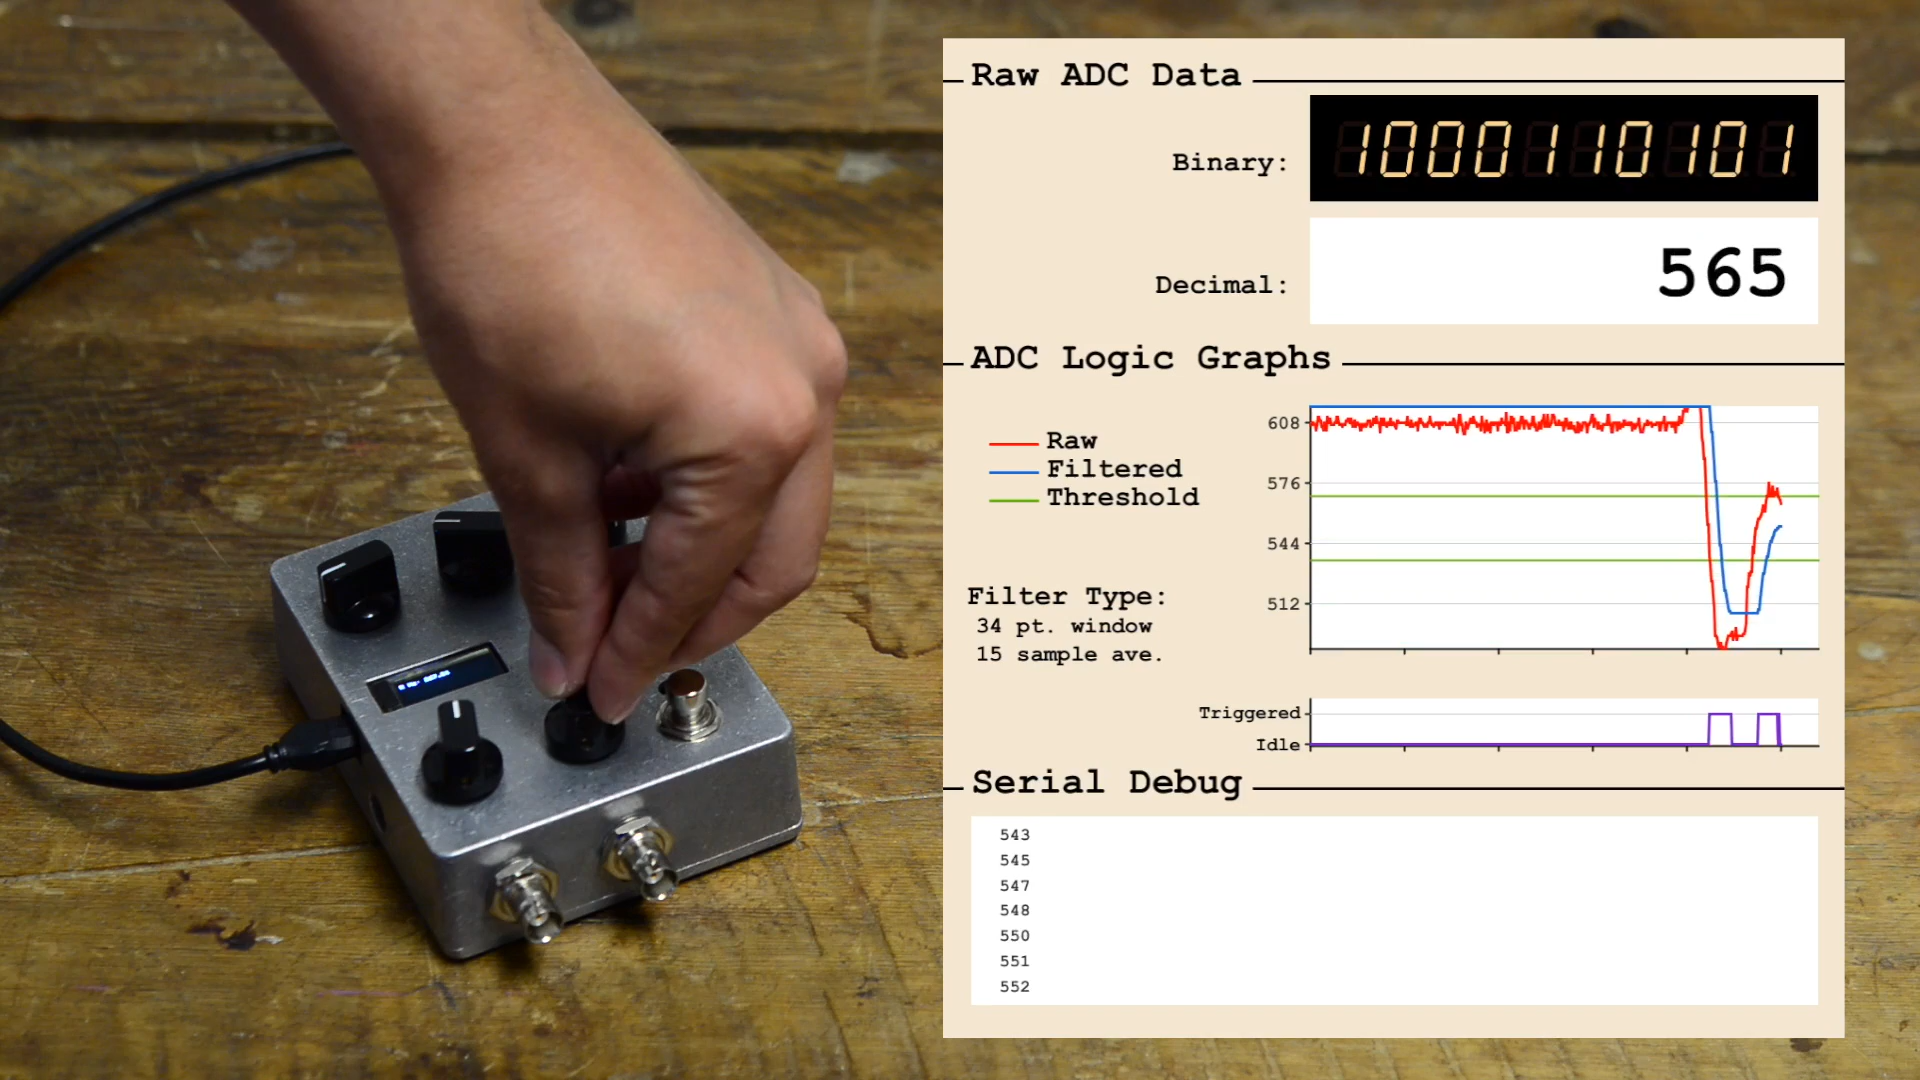 Raw ADC Data
Binary: 1000110101
Decimal: 565
ADC Logic Graphs
Raw
Filtered
Threshold
608
576
544
512
Filter Type:
34 pt. window
15 sample ave.
Triggered
Idle
Serial Debug
543
545
547
548
550
551
552